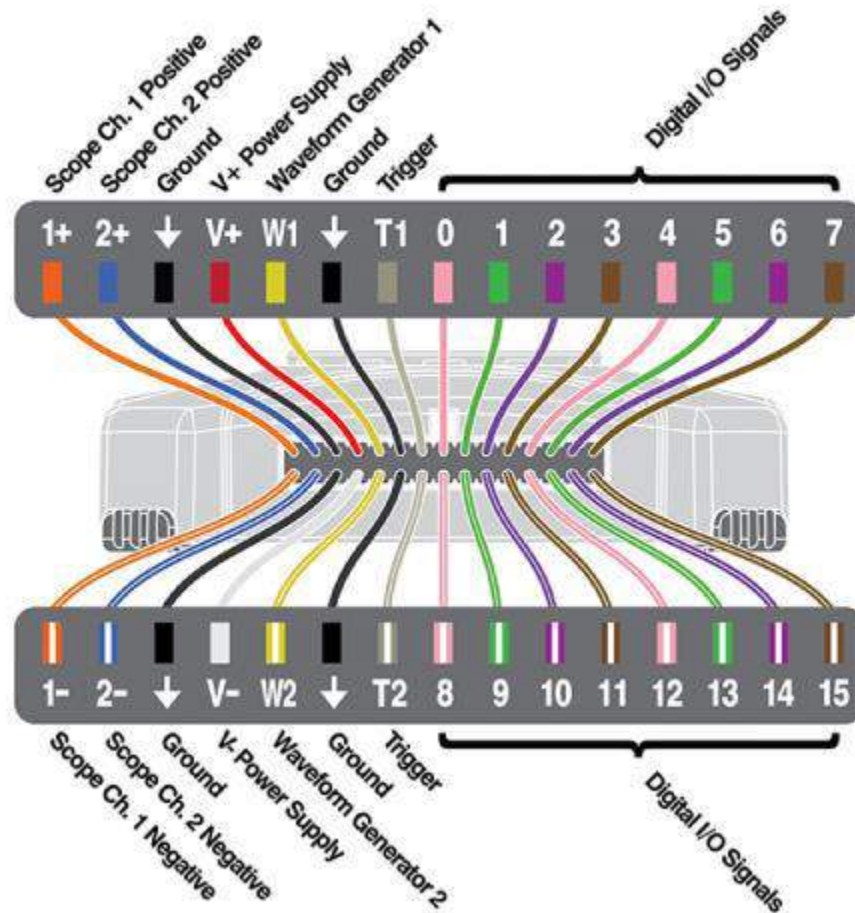 Scope Ch. 1 Positive
Scope Ch. 2 Positive
Ground
V+ Power Supply
Waveform Generator 1
Ground
Trigger
Digital I/O Signals
1+ 2+ ↓ V+ W1 ↓ T1 0 1 2 3 4 5 6 7
1- 2- ↓ V- W2 ↓ T2 8 9 10 11 12 13 14 15
Scope Ch. 1 Negative
Scope Ch. 2 Negative
Ground
V- Power Supply
Waveform Generator 2
Ground
Trigger
Digital I/O Signals